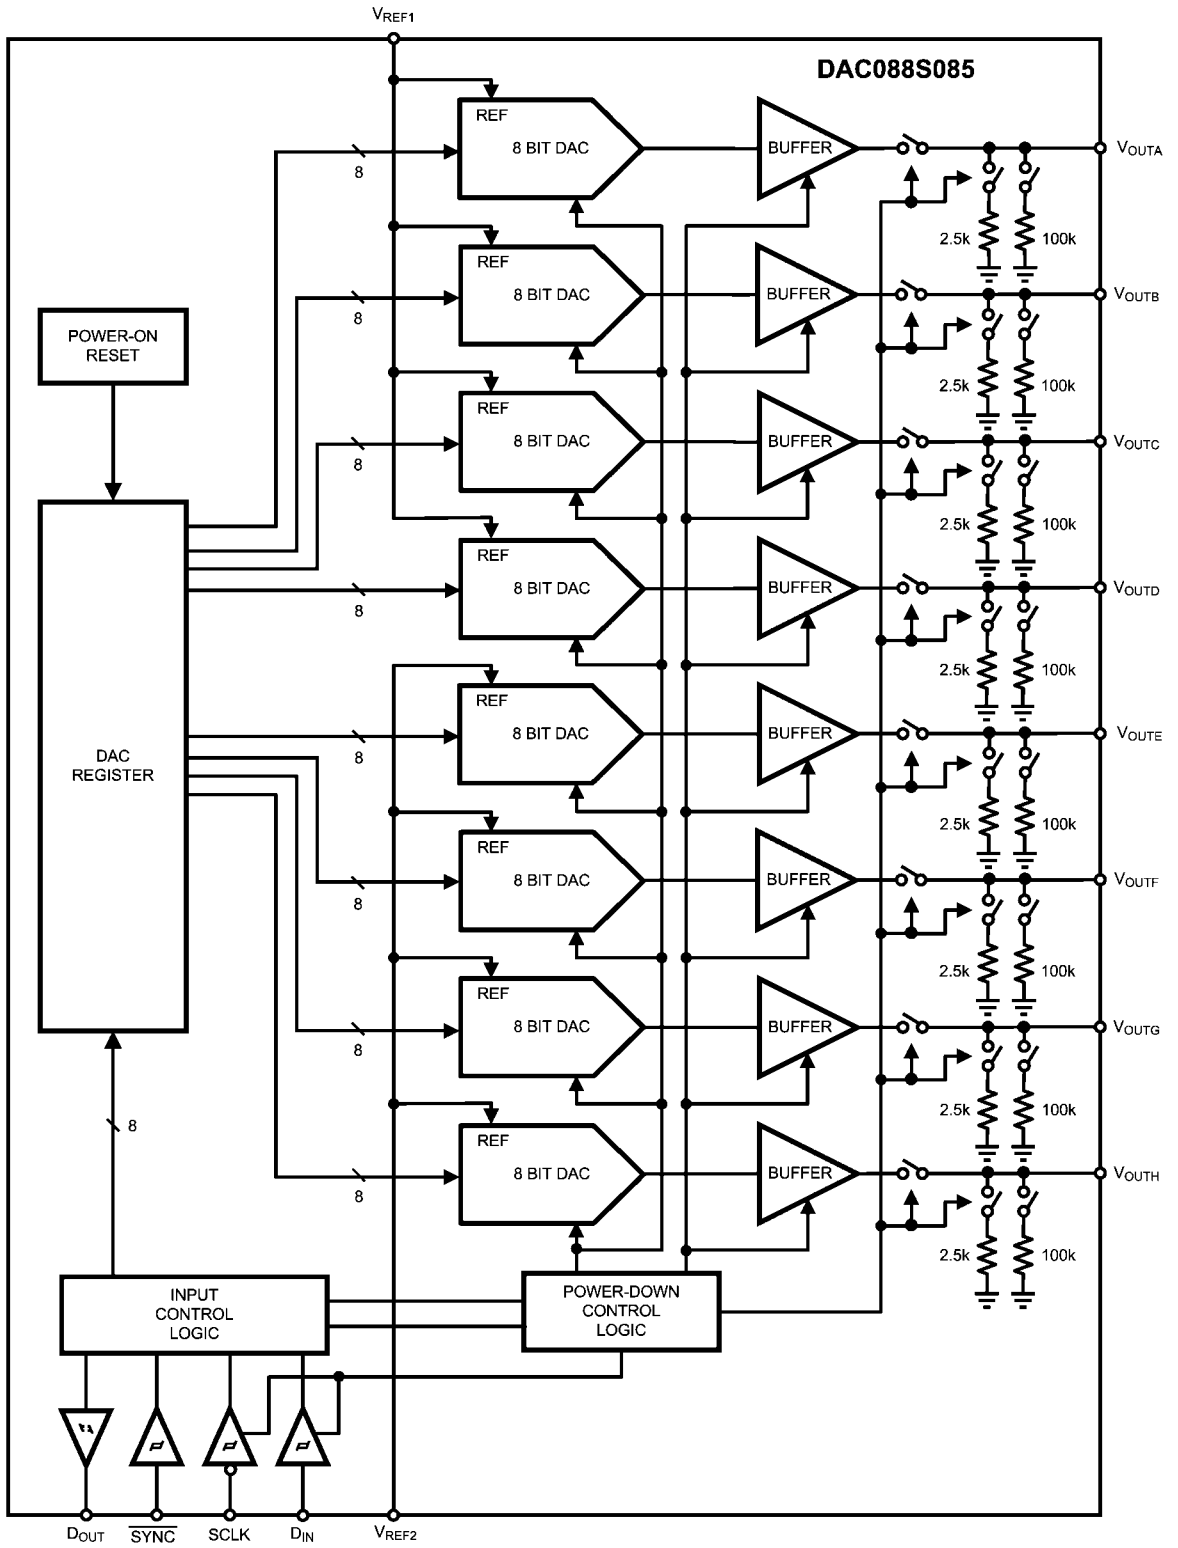 VREF1
DAC088S085
REF
8 BIT DAC
BUFFER
VOUTA
8
2.5k
100k
REF
8 BIT DAC
BUFFER
VOUTB
8
2.5k
100k
POWER-ON
RESET
REF
8 BIT DAC
BUFFER
VOUTC
8
2.5k
100k
REF
8 BIT DAC
BUFFER
VOUTD
8
2.5k
100k
DAC
REGISTER
REF
8 BIT DAC
BUFFER
VOUTE
8
2.5k
100k
REF
8 BIT DAC
BUFFER
VOUTF
8
2.5k
100k
REF
8 BIT DAC
BUFFER
VOUTG
8
2.5k
100k
8
REF
8 BIT DAC
BUFFER
VOUTH
8
2.5k
100k
INPUT
CONTROL
LOGIC
POWER-DOWN
CONTROL
LOGIC
DOUT
SYNC
SCLK
DIN
VREF2